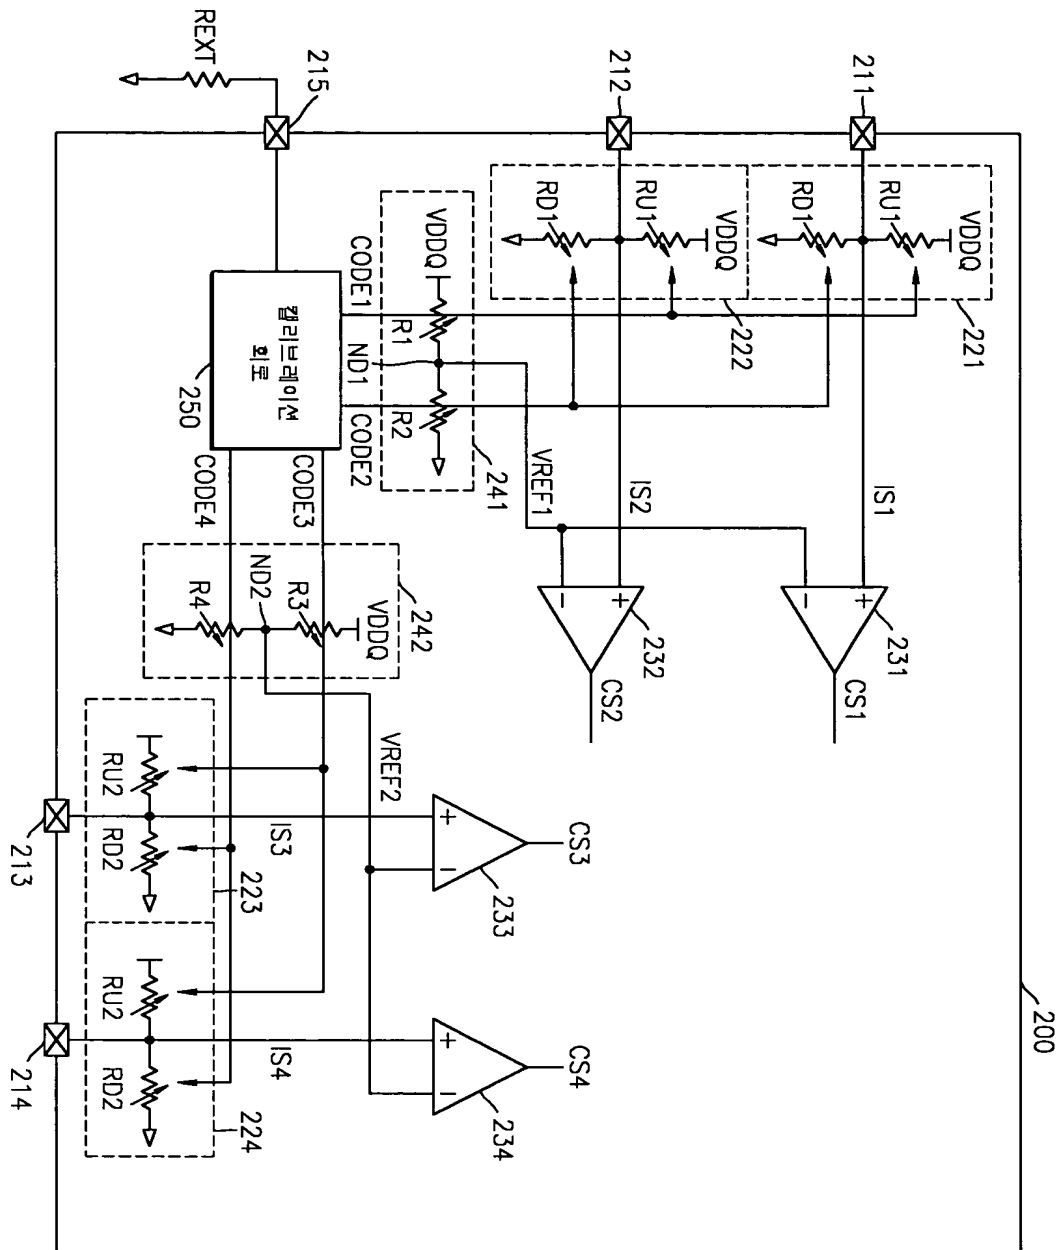 REXT
215
212
211
RD1
RU1
VDDQ
RD1
RU1
VDDQ
222
221
VDDQ
R1
ND1
R2
CODE1
CODE2
241
캘리브레이션
회로
250
CODE4
CODE3
VREF1
IS2
IS1
-
+
232
CS2
-
+
231
CS1
R4
ND2
R3
VDDQ
242
VREF2
RU2
RD2
223
213
IS3
+
-
233
CS3
RU2
RD2
224
214
IS4
+
-
234
CS4
200